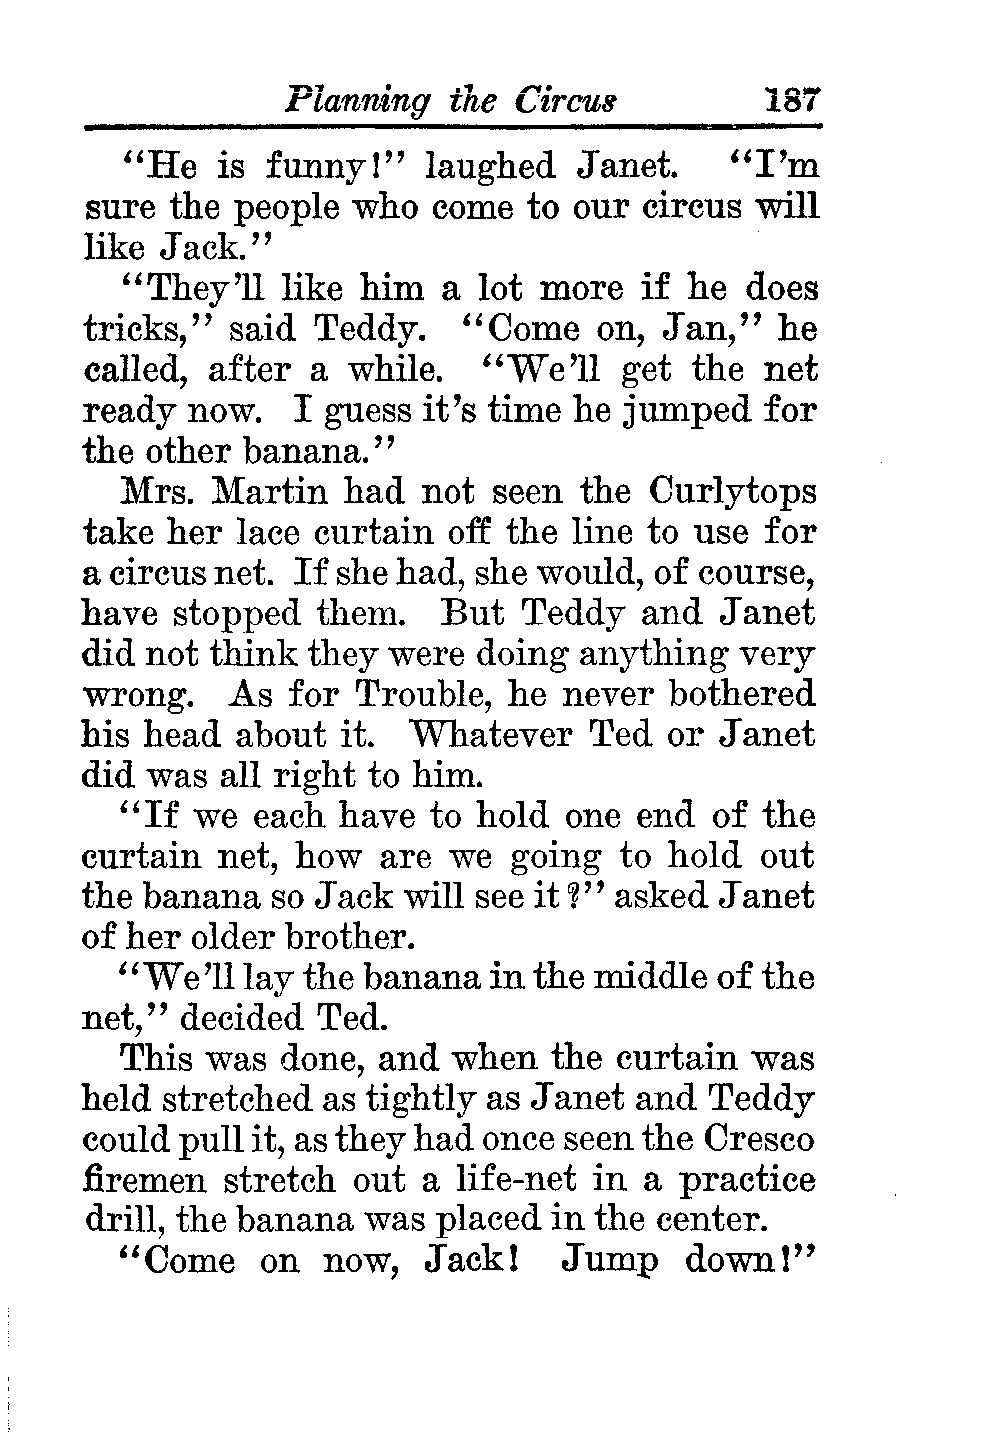 Planning the Circus 187
"He is funny!" laughed Janet. "I'm
sure the people who come to our circus will
like Jack."
"They'll like him a lot more if he does
tricks," said Teddy. "Come on, Jan," he
called, after a while. "We'll get the net
ready now. I guess it's time he jumped for
the other banana."
Mrs. Martin had not seen the Curlytops
take her lace curtain off the line to use for
a circus net. If she had, she would, of course,
have stopped them. But Teddy and Janet
did not think they were doing anything very
wrong. As for Trouble, he never bothered
his head about it. Whatever Ted or Janet
did was all right to him.
"If we each have to hold one end of the
curtain net, how are we going to hold out
the banana so Jack will see it?" asked Janet
of her older brother.
"We'll lay the banana in the middle of the
net," decided Ted.
This was done, and when the curtain was
held stretched as tightly as Janet and Teddy
could pull it, as they had once seen the Cresco
firemen stretch out a life-net in a practice
drill, the banana was placed in the center.
"Come on now, Jack! Jump down!"